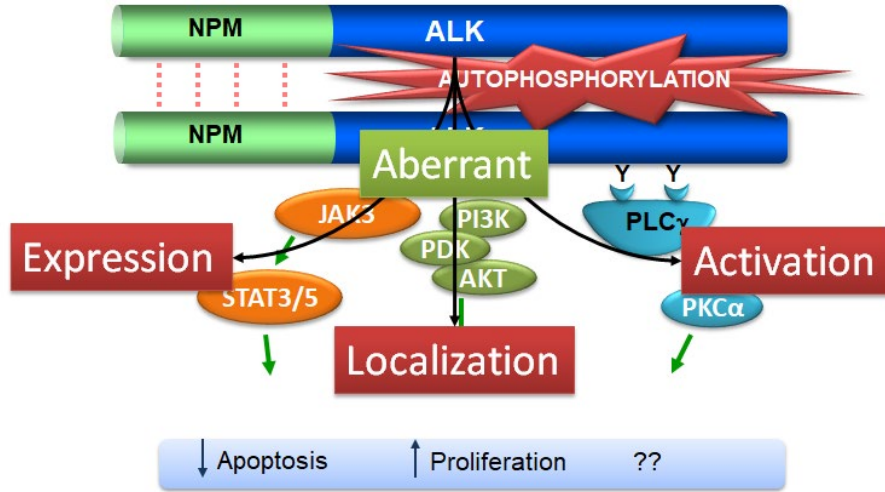 NPM ALK
AUTOPHOSPHORYLATION
NPM
Aberrant
Y Y
JAK3 PI3K PLCγ
PDK
Expression Activation
AKT
STAT3/5 PKCα
Localization
Apoptosis Proliferation ??